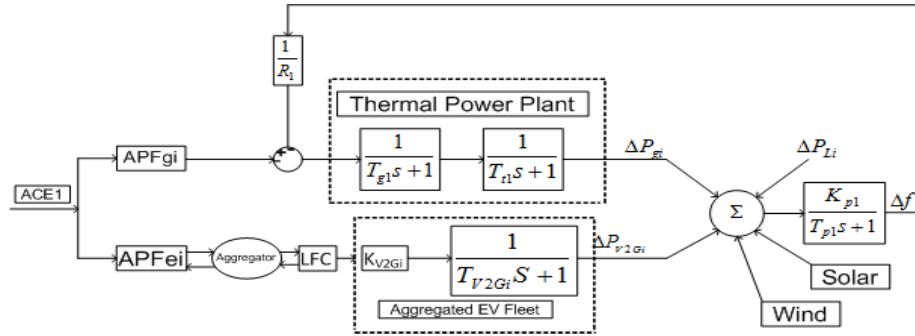 1
R1
Thermal Power Plant
APFgi
+ -
1
Tg1s + 1
1
Tt1s + 1
ΔPgi
ΔPLi
ACE1
Σ
Kp1
Tp1s + 1
Δf
APFei
Aggregator
LFC
KV2Gi
1
TV2GiS + 1
ΔPV2Gi
Aggregated EV Fleet
Solar
Wind